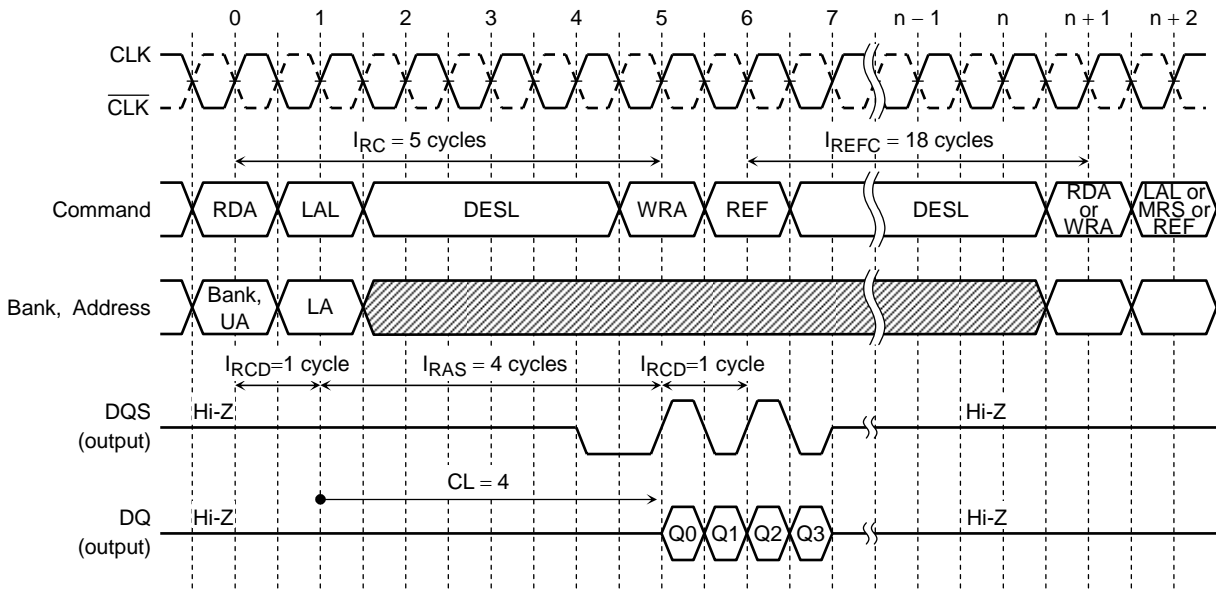 0 1 2 3 4 5 6 7 n − 1 n n + 1 n + 2
CLK
CLK
IRC = 5 cycles IREFC = 18 cycles
Command RDA LAL DESL WRA REF DESL RDA or WRA LAL or MRS or REF
Bank, Address Bank, UA LA
IRCD=1 cycle IRAS = 4 cycles IRCD=1 cycle
DQS (output) Hi-Z Hi-Z
CL = 4
DQ (output) Hi-Z Q0 Q1 Q2 Q3 Hi-Z